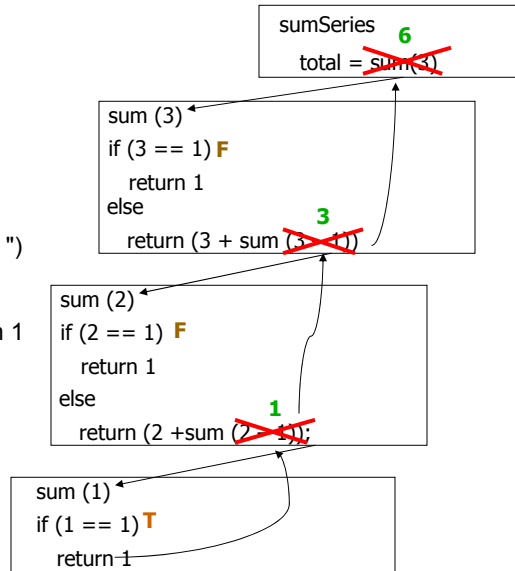 sumSeries
6
total = sum(3)
sum (3)
if (3 == 1) F
return 1
else
3
return (3 + sum (3 – 1))
")
sum (2)
n 1 if (2 == 1) F
return 1
else
1
return (2 +sum (2 – 1));
sum (1)
if (1 == 1) T
return 1